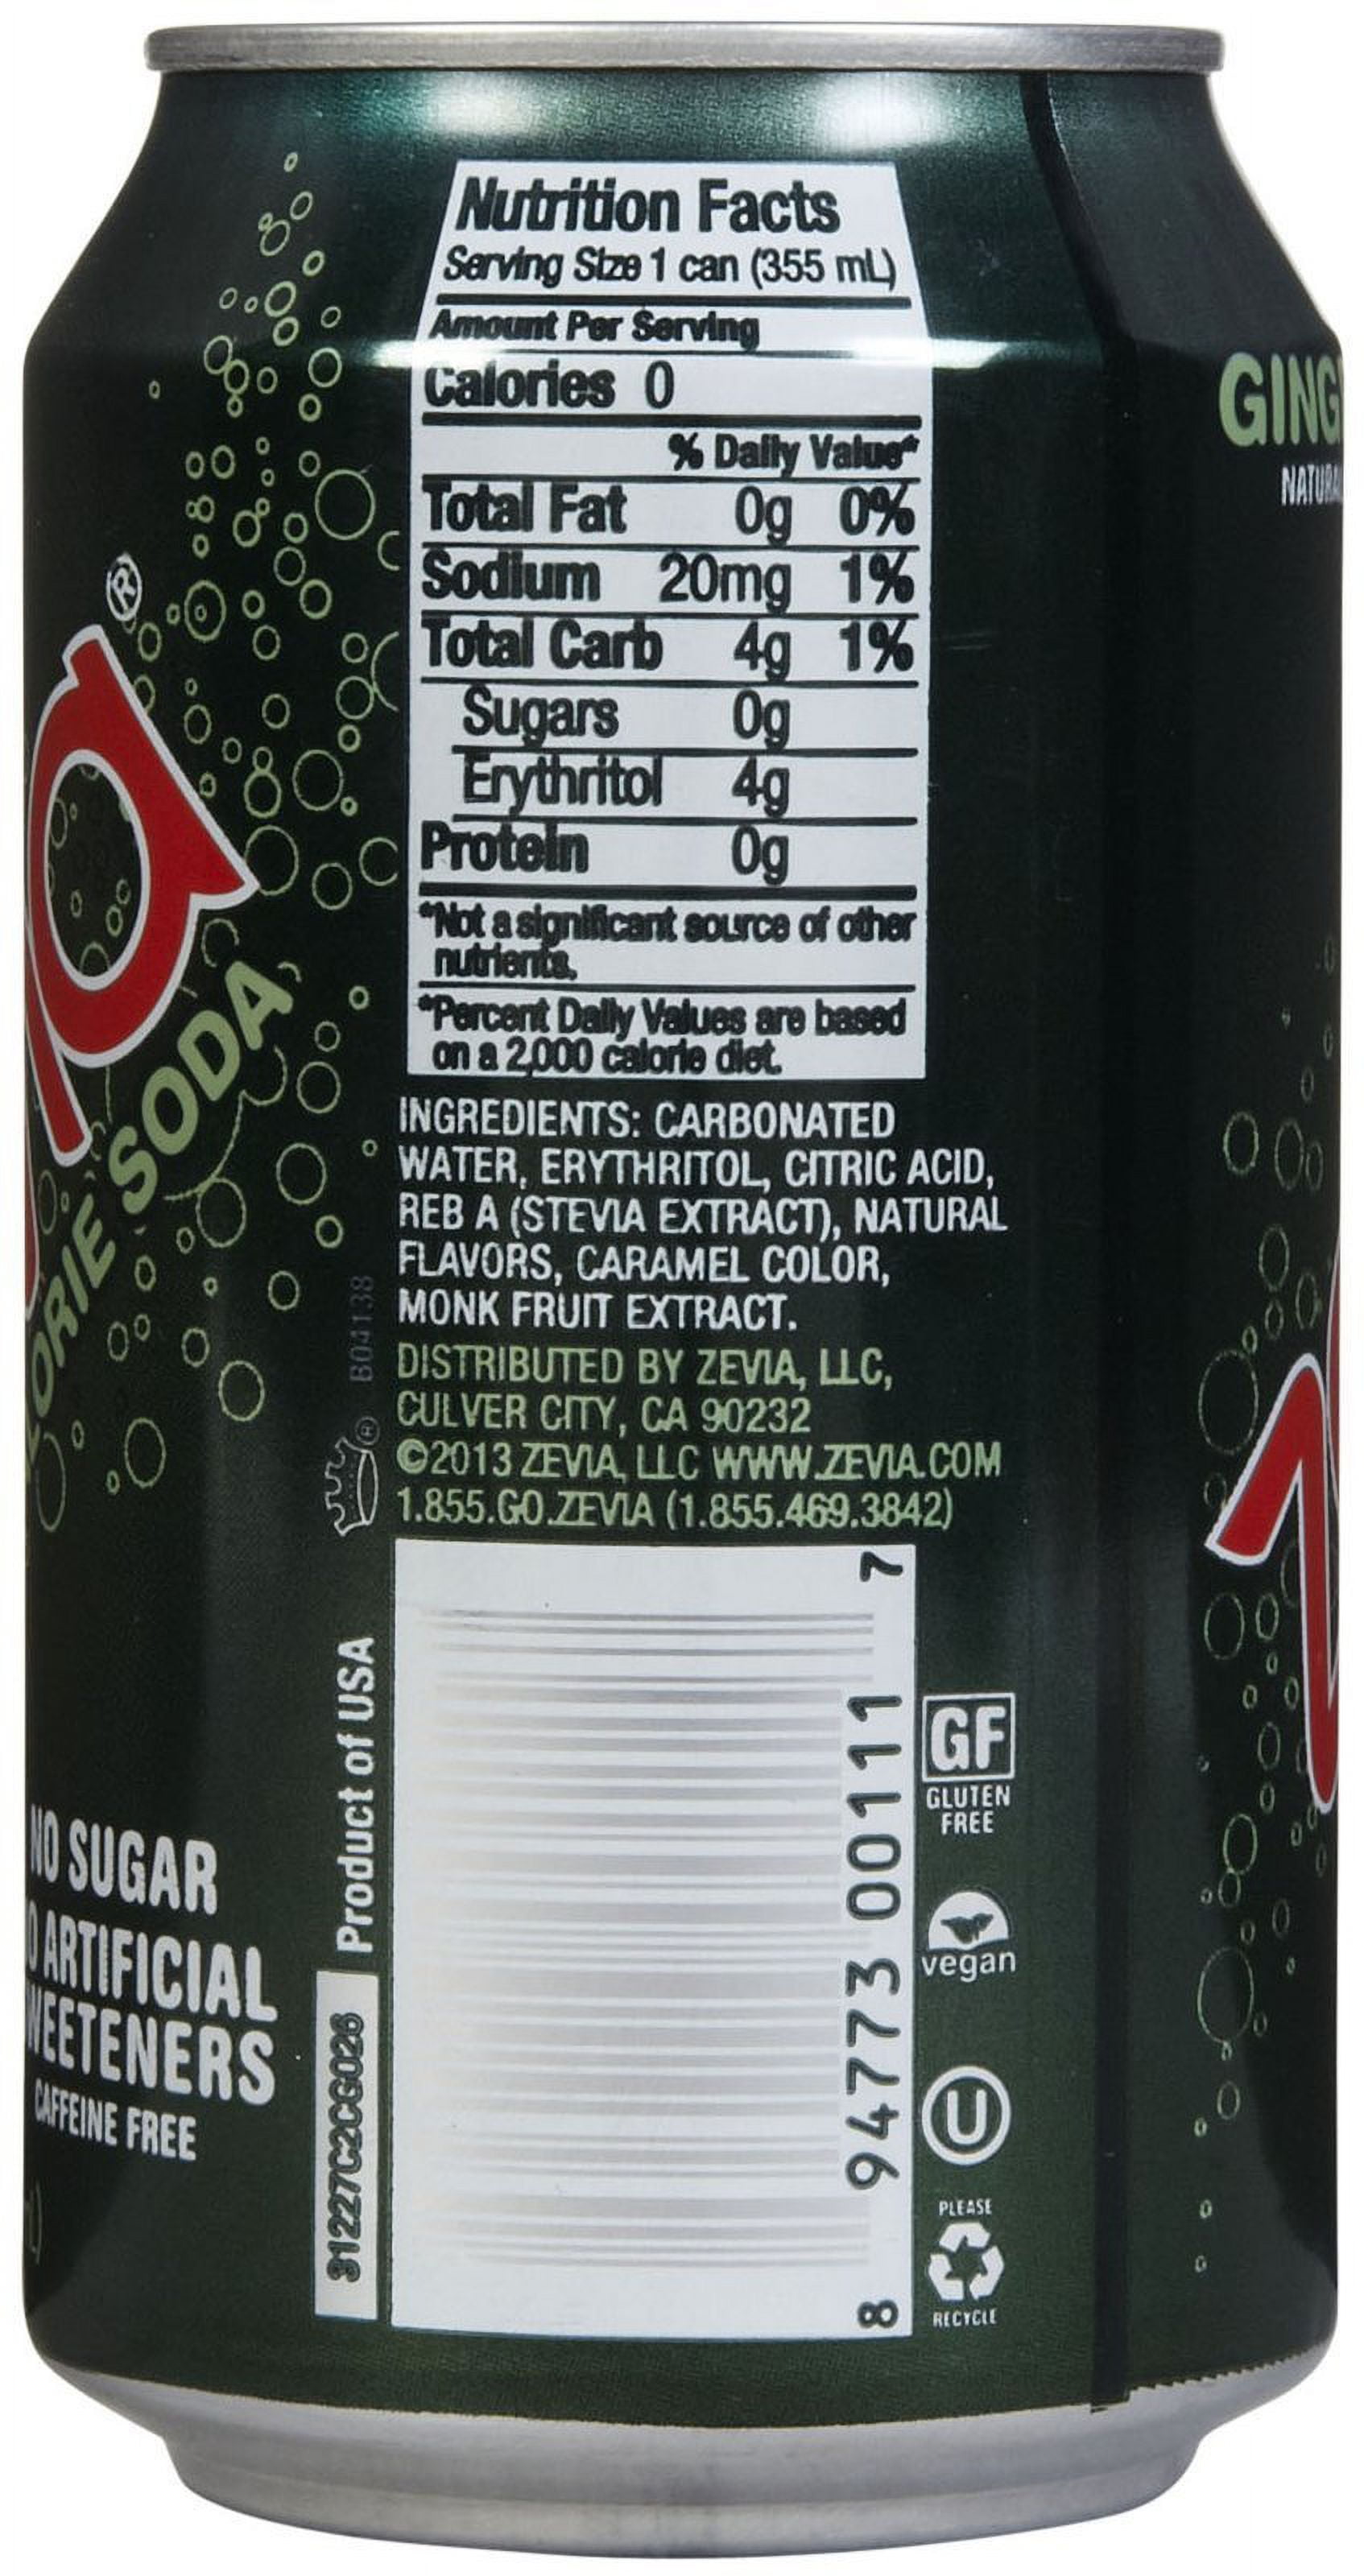 Nutrition Facts
Serving Size 1 can (355 mL)
Amount Per Serving
Calories 0
% Daily Value*
Total Fat 0g 0%
Sodium 20mg 1%
Total Carb 4g 1%
Sugars 0g
Erythritol 4g
Protein 0g
*Not a significant source of other
nutrients.
*Percent Daily Values are based
on a 2,000 calorie diet.
INGREDIENTS: CARBONATED
WATER, ERYTHRITOL, CITRIC ACID,
REB A (STEVIA EXTRACT), NATURAL
FLAVORS, CARAMEL COLOR,
MONK FRUIT EXTRACT.
DISTRIBUTED BY ZEVIA, LLC,
CULVER CITY, CA 90232
©2013 ZEVIA, LLC WWW.ZEVIA.COM
1.855.GO.ZEVIA (1.855.469.3842)
B04138
®
Product of USA
31227C2CG026
8 94773 00111 7
GF
GLUTEN
FREE
vegan
U
PLEASE
RECYCLE
®
ORIE SODA
NO SUGAR
O ARTIFICIAL
WEETENERS
CAFFEINE FREE
GING
NATURA